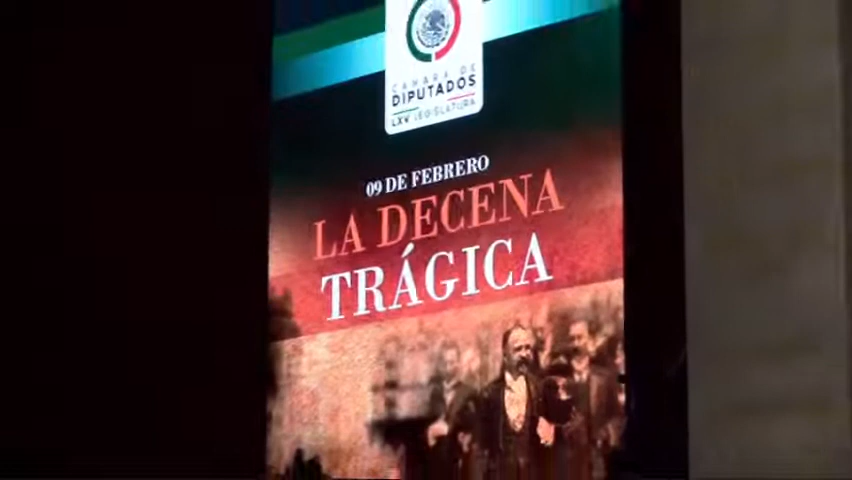 CÁMARA DE
DIPUTADOS
LXV LEGISLATURA
09 DE FEBRERO
LA DECENA
TRÁGICA